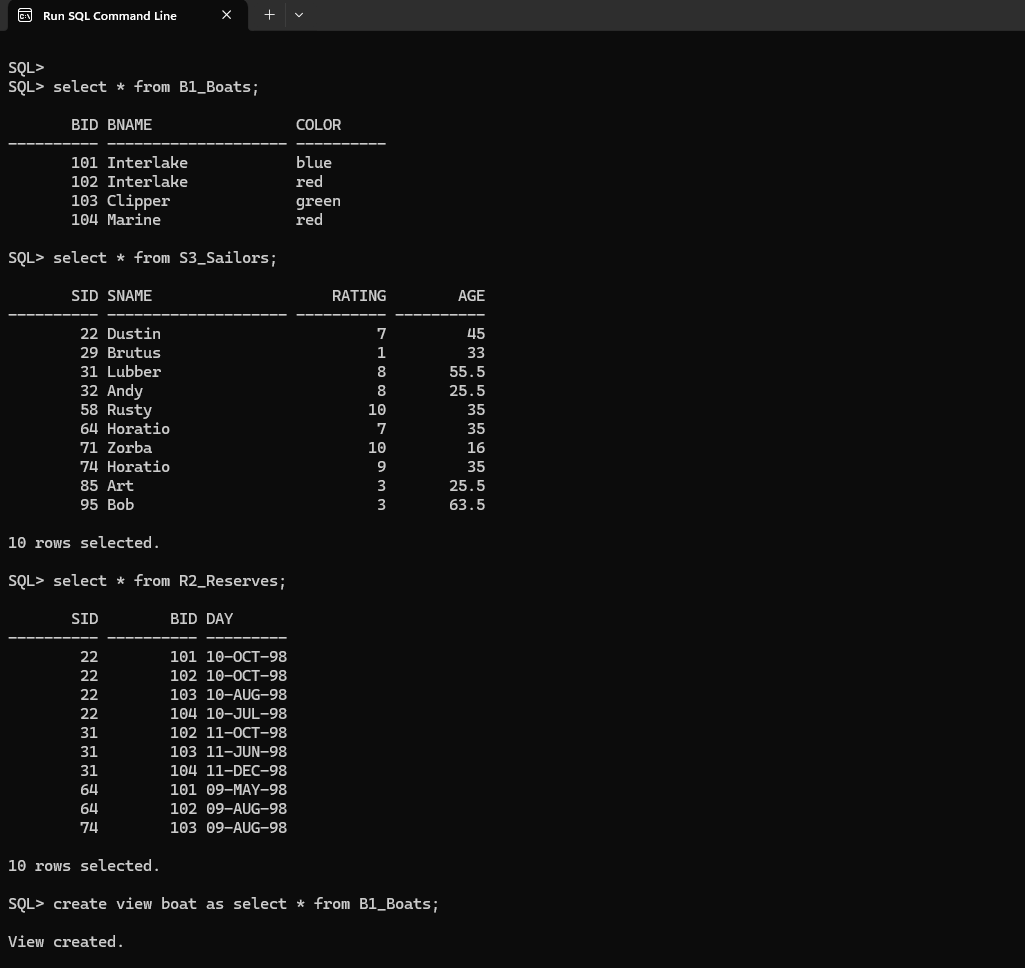 Run SQL Command Line
SQL>
SQL> select * from B1_Boats;
BID BNAME COLOR
---------- -------------------- ----------
101 Interlake blue
102 Interlake red
103 Clipper green
104 Marine red
SQL> select * from S3_Sailors;
SID SNAME RATING AGE
---------- -------------------- ---------- ----------
22 Dustin 7 45
29 Brutus 1 33
31 Lubber 8 55.5
32 Andy 8 25.5
58 Rusty 10 35
64 Horatio 7 35
71 Zorba 10 16
74 Horatio 9 35
85 Art 3 25.5
95 Bob 3 63.5
10 rows selected.
SQL> select * from R2_Reserves;
SID BID DAY
---------- ---------- ---------
22 101 10-OCT-98
22 102 10-OCT-98
22 103 10-AUG-98
22 104 10-JUL-98
31 102 11-OCT-98
31 103 11-JUN-98
31 104 11-DEC-98
64 101 09-MAY-98
64 102 09-AUG-98
74 103 09-AUG-98
10 rows selected.
SQL> create view boat as select * from B1_Boats;
View created.